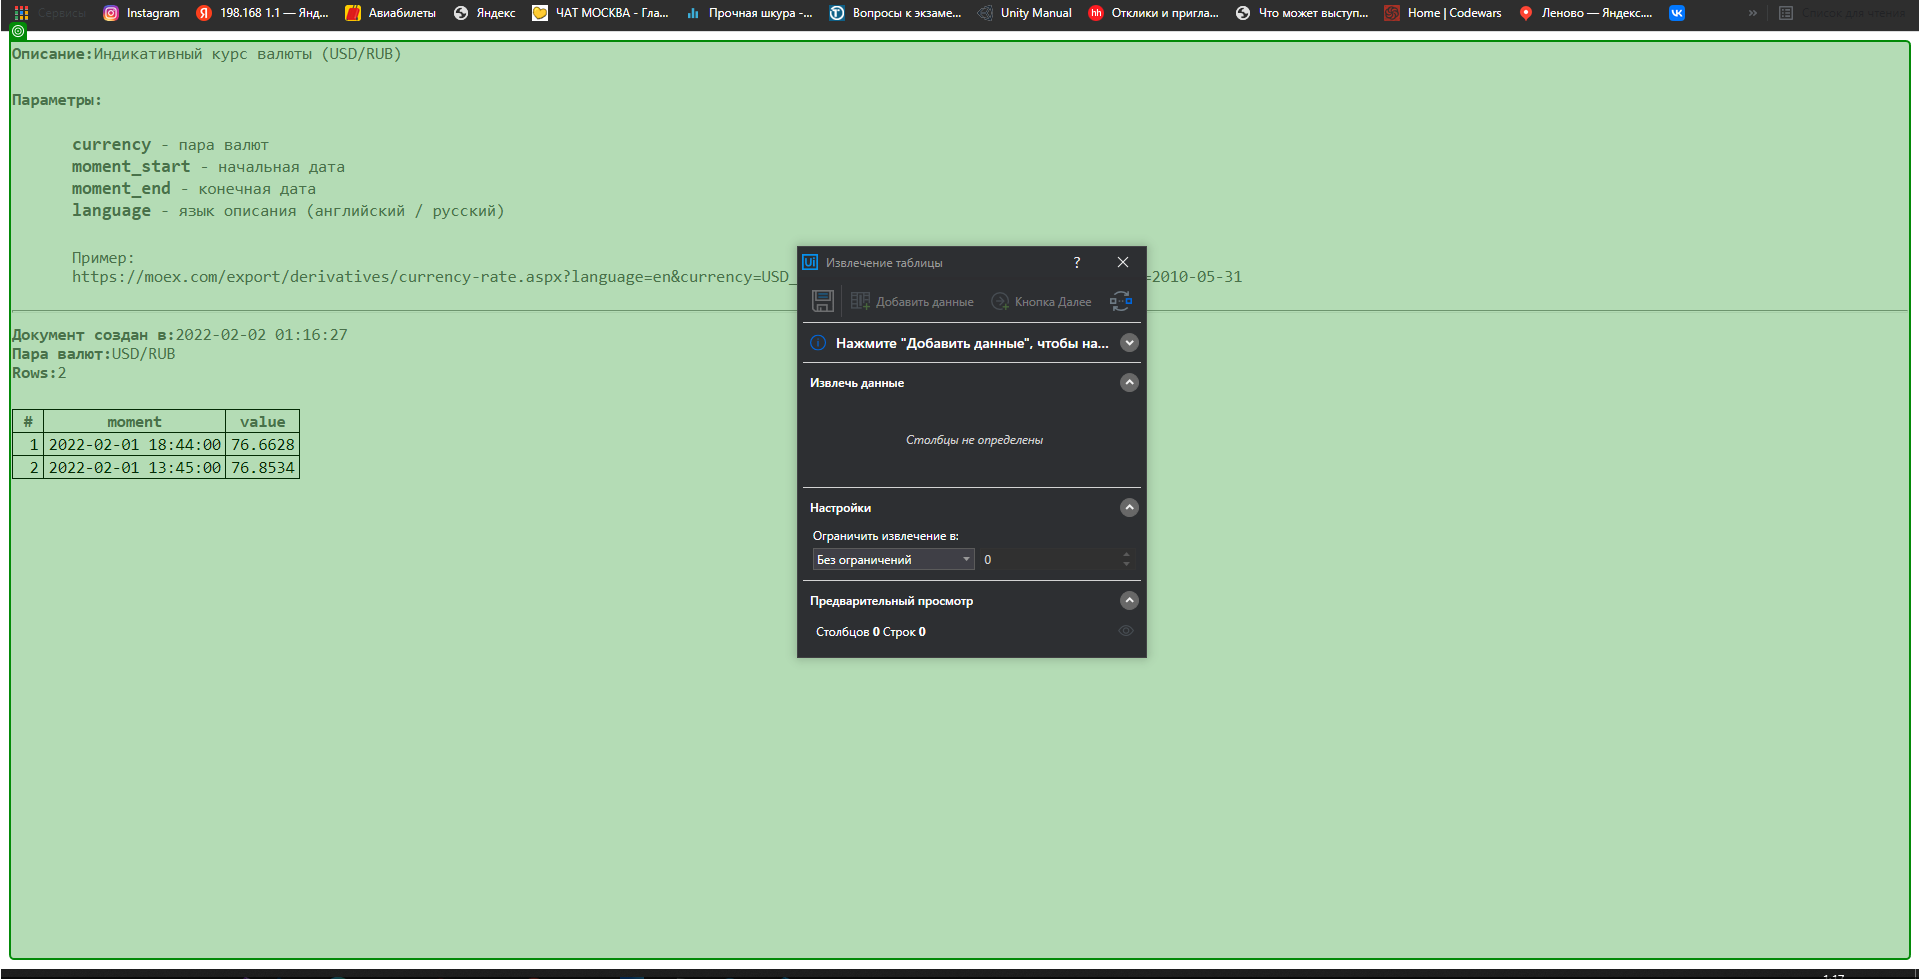 Сервисы Instagram 198.168 1.1 — Янд... Авиабилеты Яндекс ЧАТ МОСКВА - Гла... Прочная шкура -... Вопросы к экзаме... Unity Manual hh Отклики и пригла... Что может выступ... Home | Codewars Леново — Яндекс.... » Список для чтения
Описание:Индикативный курс валюты (USD/RUB)
Параметры:
currency - пара валют
moment_start - начальная дата
moment_end - конечная дата
language - язык описания (английский / русский)
Пример:
https://moex.com/export/derivatives/currency-rate.aspx?language=en&currency=USD_ =2010-05-31
Документ создан в:2022-02-02 01:16:27
Пара валют:USD/RUB
Rows:2
# moment value
1 2022-02-01 18:44:00 76.6628
2 2022-02-01 13:45:00 76.8534
Ui Извлечение таблицы ?
Добавить данные Кнопка Далее
Нажмите "Добавить данные", чтобы на...
Извлечь данные
Столбцы не определены
Настройки
Ограничить извлечение в:
Без ограничений 0
Предварительный просмотр
Столбцов 0 Строк 0